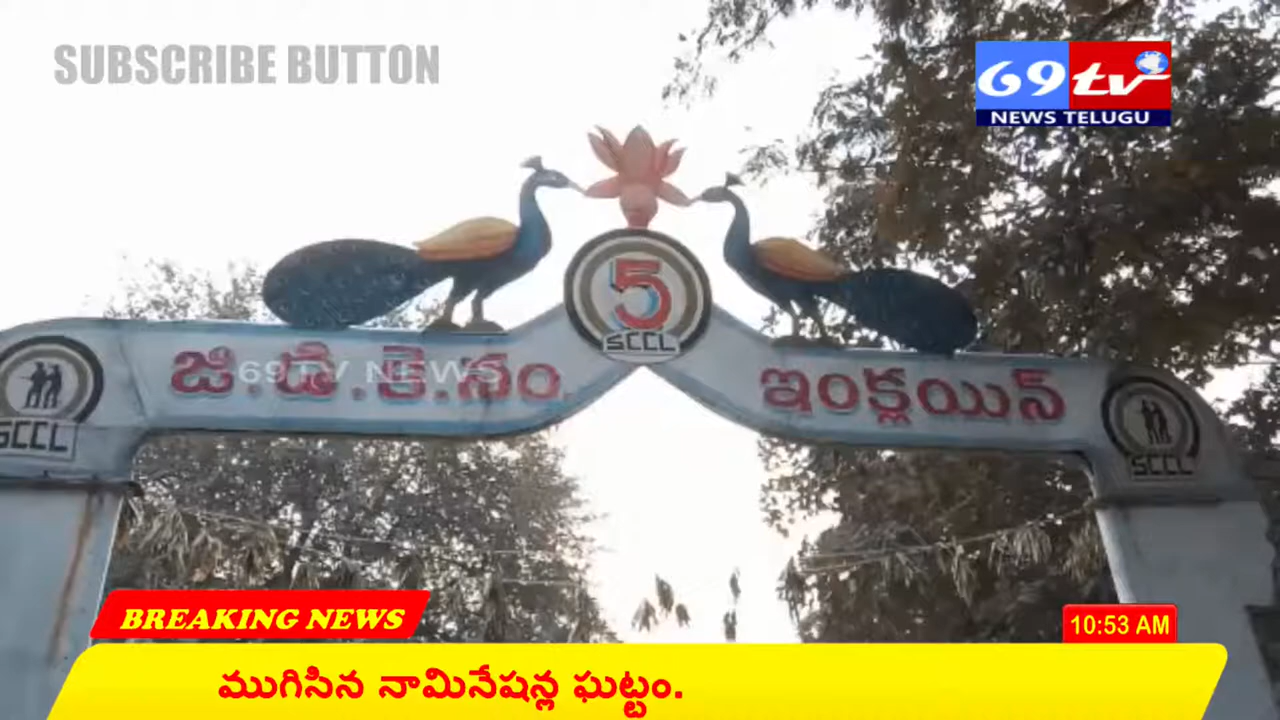 SUBSCRIBE BUTTON
69tv
NEWS TELUGU
5
SCCL
జి.డి.కె.నం.
ఇంక్లయిన్
69TV NEWS
SCCL
SCCL
BREAKING NEWS
10:53 AM
ముగిసిన నామినేషన్ల ఘట్టం.